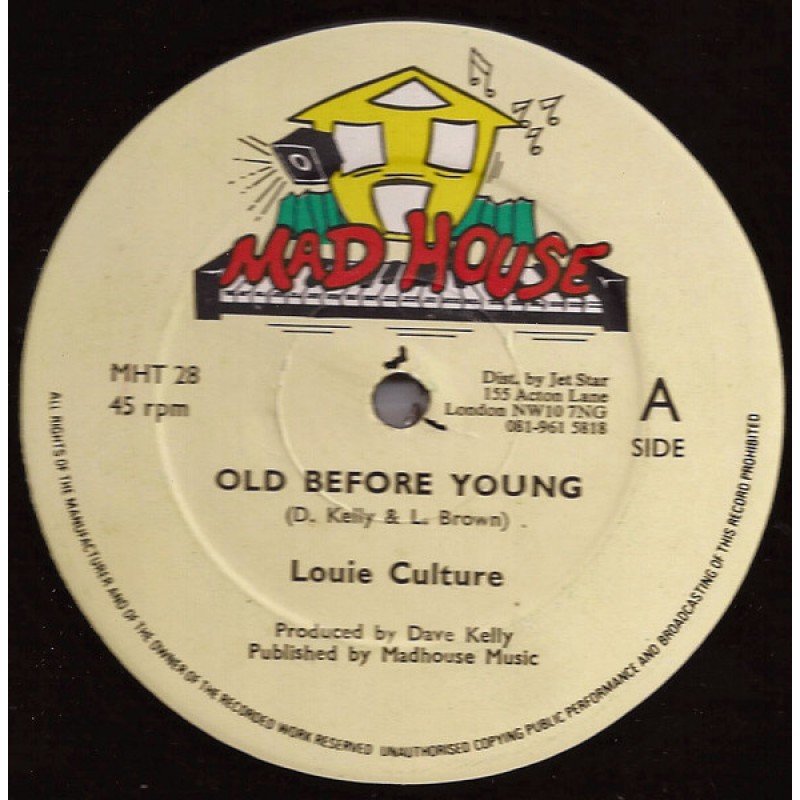 MAD HOUSE
MHT 28
45 rpm
Dist. by Jet Star
155 Acton Lane
London NW10 7NG
081-961 5818
A
SIDE
OLD BEFORE YOUNG
(D. Kelly & L. Brown)
Louie Culture
Produced by Dave Kelly
Published by Madhouse Music
ALL RIGHTS OF THE MANUFACTURER AND OF THE OWNER OF THE RECORDED WORK RESERVED UNAUTHORISED COPYING PUBLIC PERFORMANCE AND BROADCASTING OF THIS RECORD PROHIBITED